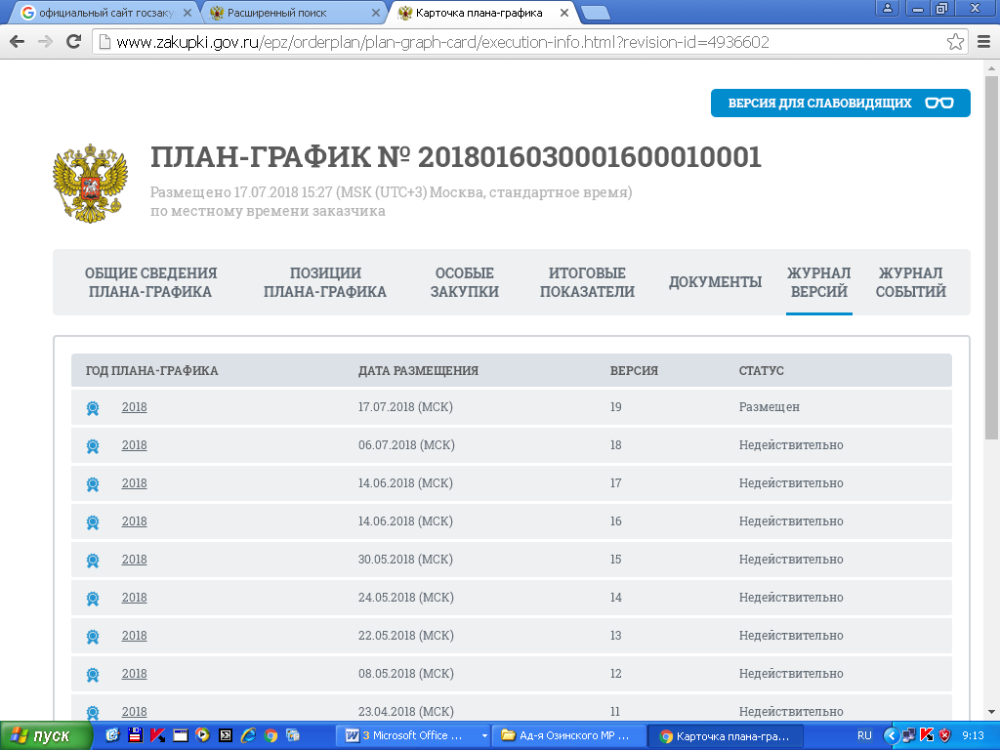 официальный сайт госзаку
Расширенный поиск
Карточка плана-графика
www.zakupki.gov.ru/epz/orderplan/plan-graph-card/execution-info.html?revision-id=4936602
ВЕРСИЯ ДЛЯ СЛАБОВИДЯЩИХ
ПЛАН-ГРАФИК № 2018016030001600010001
Размещено 17.07.2018 15:27 (MSK (UTC+3) Москва, стандартное время)
по местному времени заказчика
ОБЩИЕ СВЕДЕНИЯ
ПЛАНА-ГРАФИКА
ПОЗИЦИИ
ПЛАНА-ГРАФИКА
ОСОБЫЕ
ЗАКУПКИ
ИТОГОВЫЕ
ПОКАЗАТЕЛИ
ДОКУМЕНТЫ
ЖУРНАЛ
ВЕРСИЙ
ЖУРНАЛ
СОБЫТИЙ
ГОД ПЛАНА-ГРАФИКА ДАТА РАЗМЕЩЕНИЯ ВЕРСИЯ СТАТУС
2018 17.07.2018 (МСК) 19 Размещен
2018 06.07.2018 (МСК) 18 Недействительно
2018 14.06.2018 (МСК) 17 Недействительно
2018 14.06.2018 (МСК) 16 Недействительно
2018 30.05.2018 (МСК) 15 Недействительно
2018 24.05.2018 (МСК) 14 Недействительно
2018 22.05.2018 (МСК) 13 Недействительно
2018 08.05.2018 (МСК) 12 Недействительно
2018 23.04.2018 (МСК) 11 Недействительно
пуск
3 Microsoft Office ...
Ад-я Озинского МР ...
Карточка плана-гра...
RU
9:13